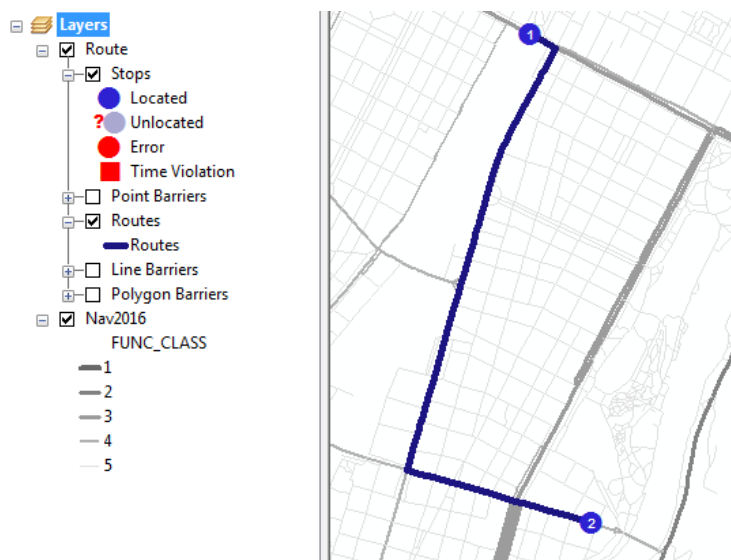 Layers
Route
Stops
Located
? Unlocated
Error
Time Violation
Point Barriers
Routes
Routes
Line Barriers
Polygon Barriers
Nav2016
FUNC_CLASS
1
2
3
4
5
1
2